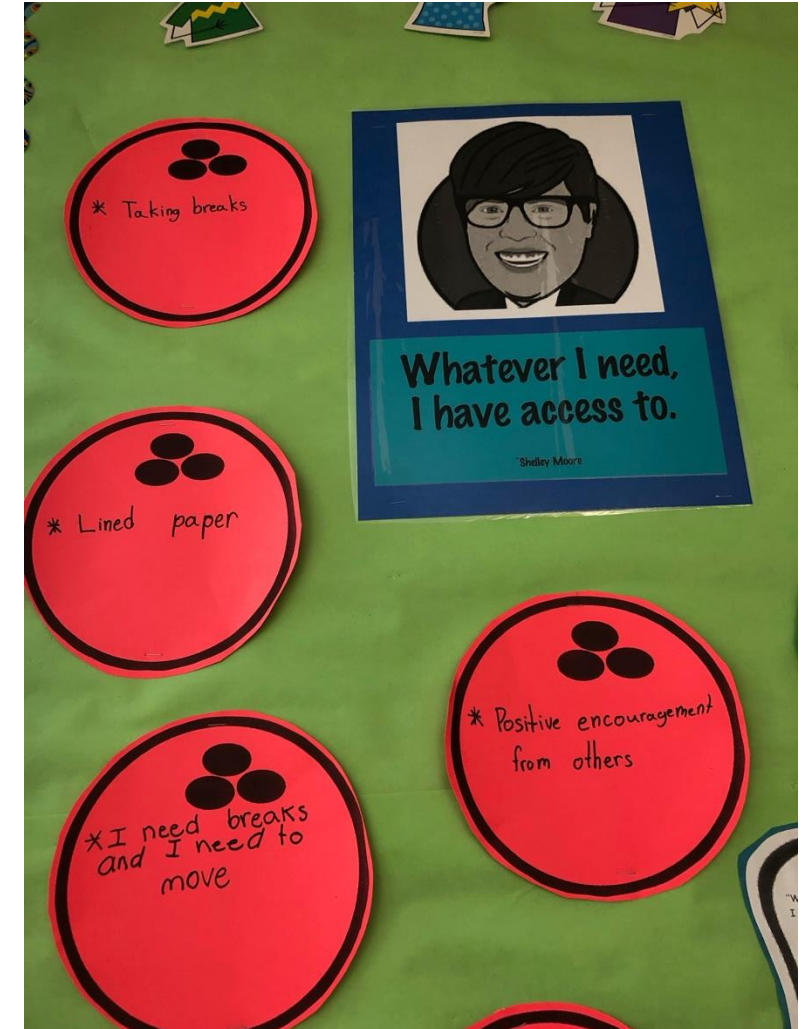 * Taking breaks
Whatever I need,
I have access to.
~Shelley Moore
* Lined paper
* Positive encouragement
from others
* I need breaks
and I need to
move
"W
I